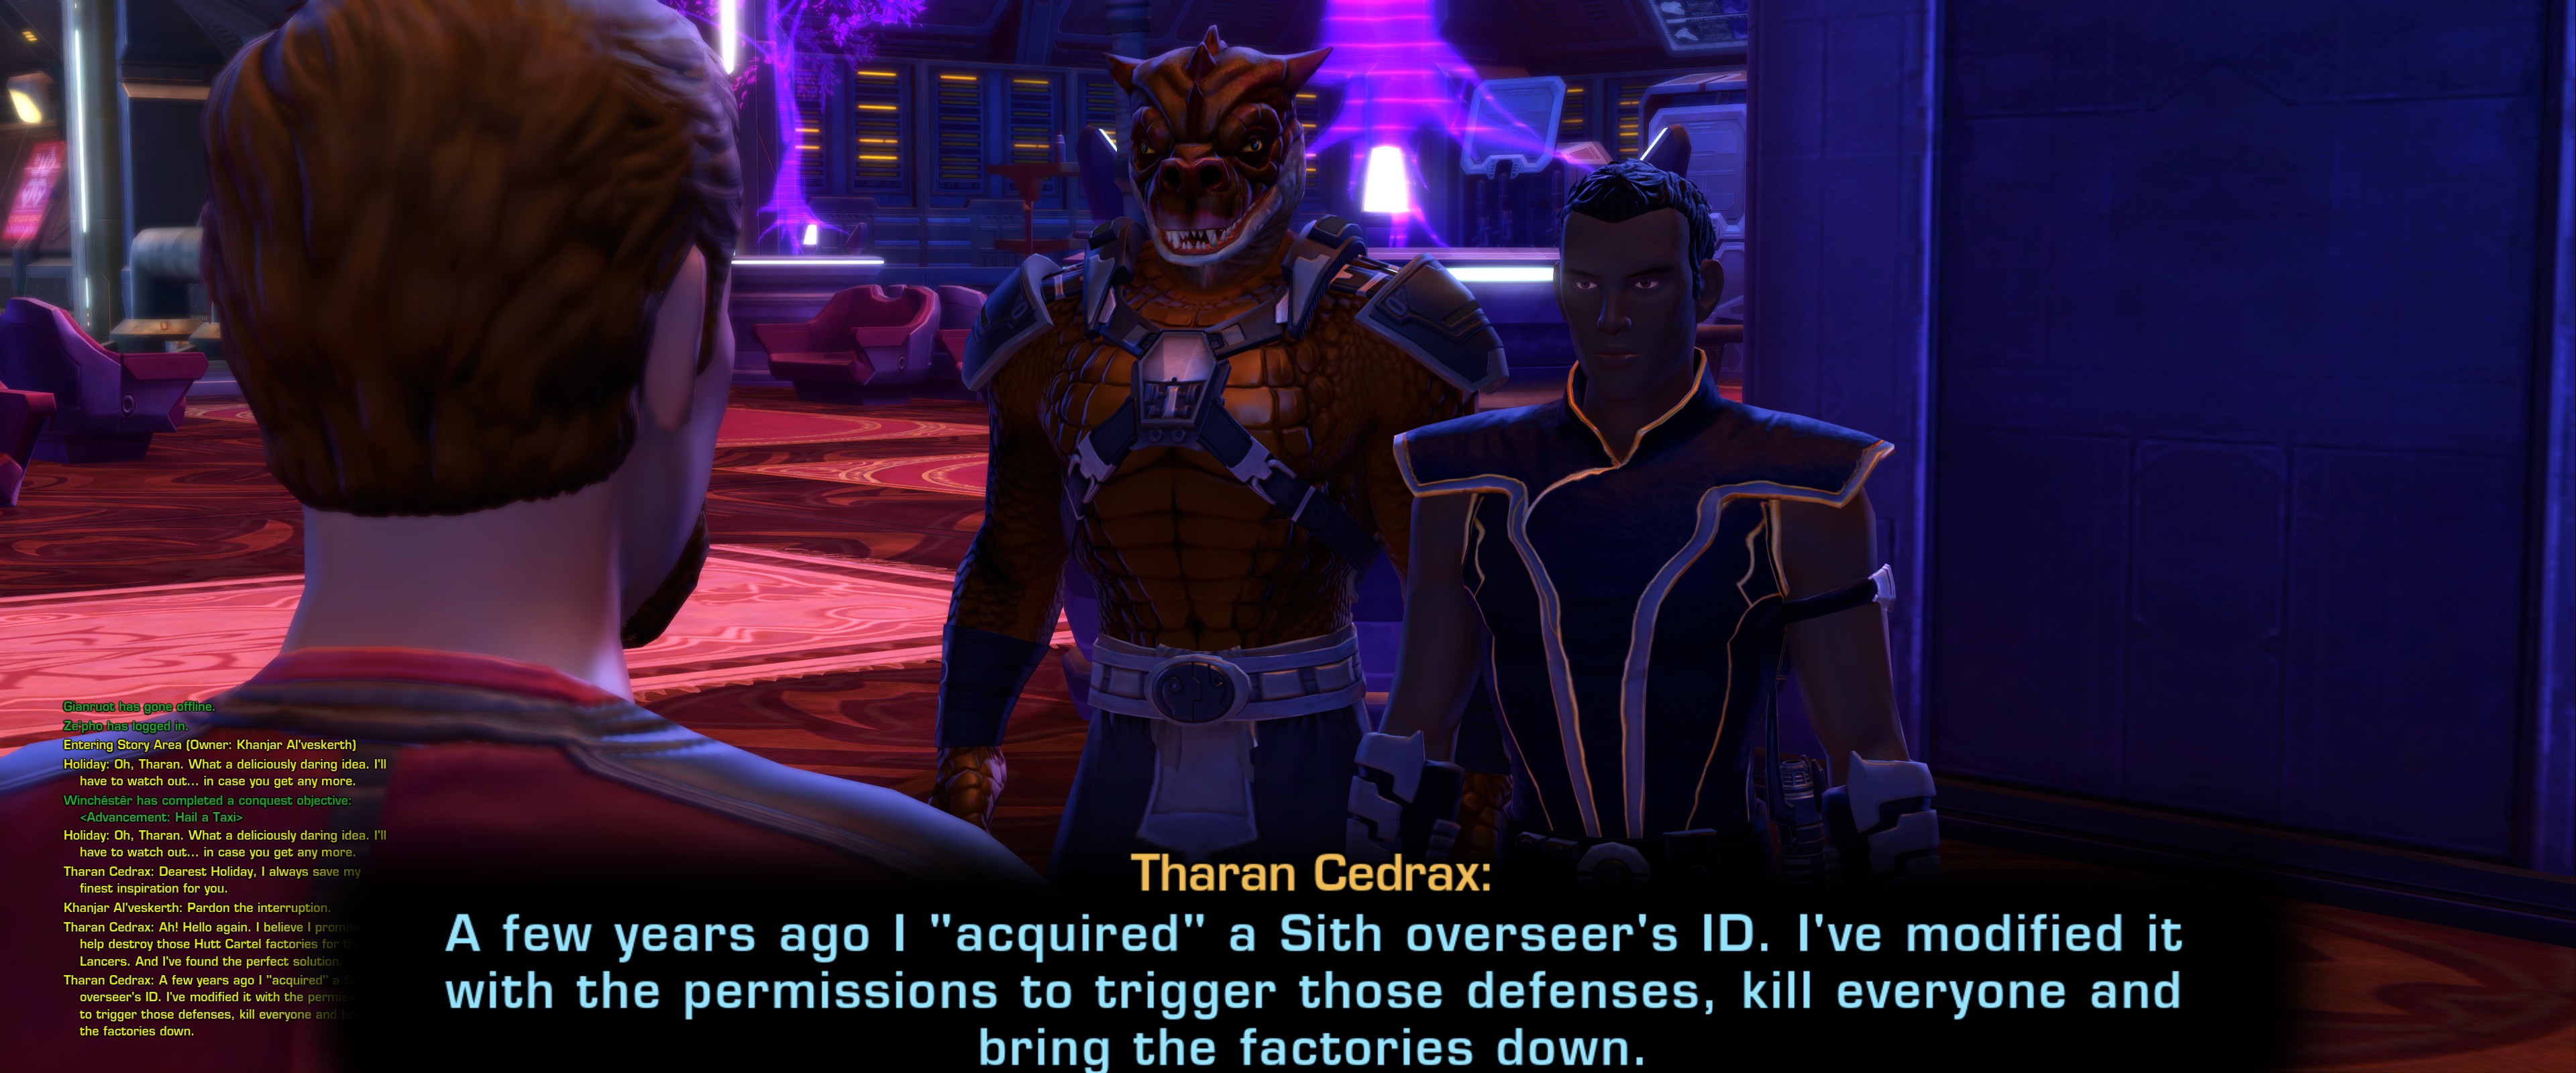 Gianruot has gone offline.
Ze'pho has logged in.
Entering Story Area (Owner: Khanjar Al'veskerth)
Holiday: Oh, Tharan. What a deliciously daring idea. I'll
have to watch out... in case you get any more.
Winchêstêr has completed a conquest objective:
<Advancement: Hail a Taxi>
Holiday: Oh, Tharan. What a deliciously daring idea. I'll
have to watch out... in case you get any more.
Tharan Cedrax: Dearest Holiday, I always save my
finest inspiration for you.
Khanjar Al'veskerth: Pardon the interruption.
Tharan Cedrax: Ah! Hello again. I believe I
help destroy those Hutt Cartel factories for
Lancers. And I've found the perfect solution.
Tharan Cedrax: A few years ago I "acquired" a
overseer's ID. I've modified it with the
to trigger those defenses, kill everyone and
the factories down.
Tharan Cedrax:
A few years ago I "acquired" a Sith overseer's ID. I've modified it
with the permissions to trigger those defenses, kill everyone and
bring the factories down.